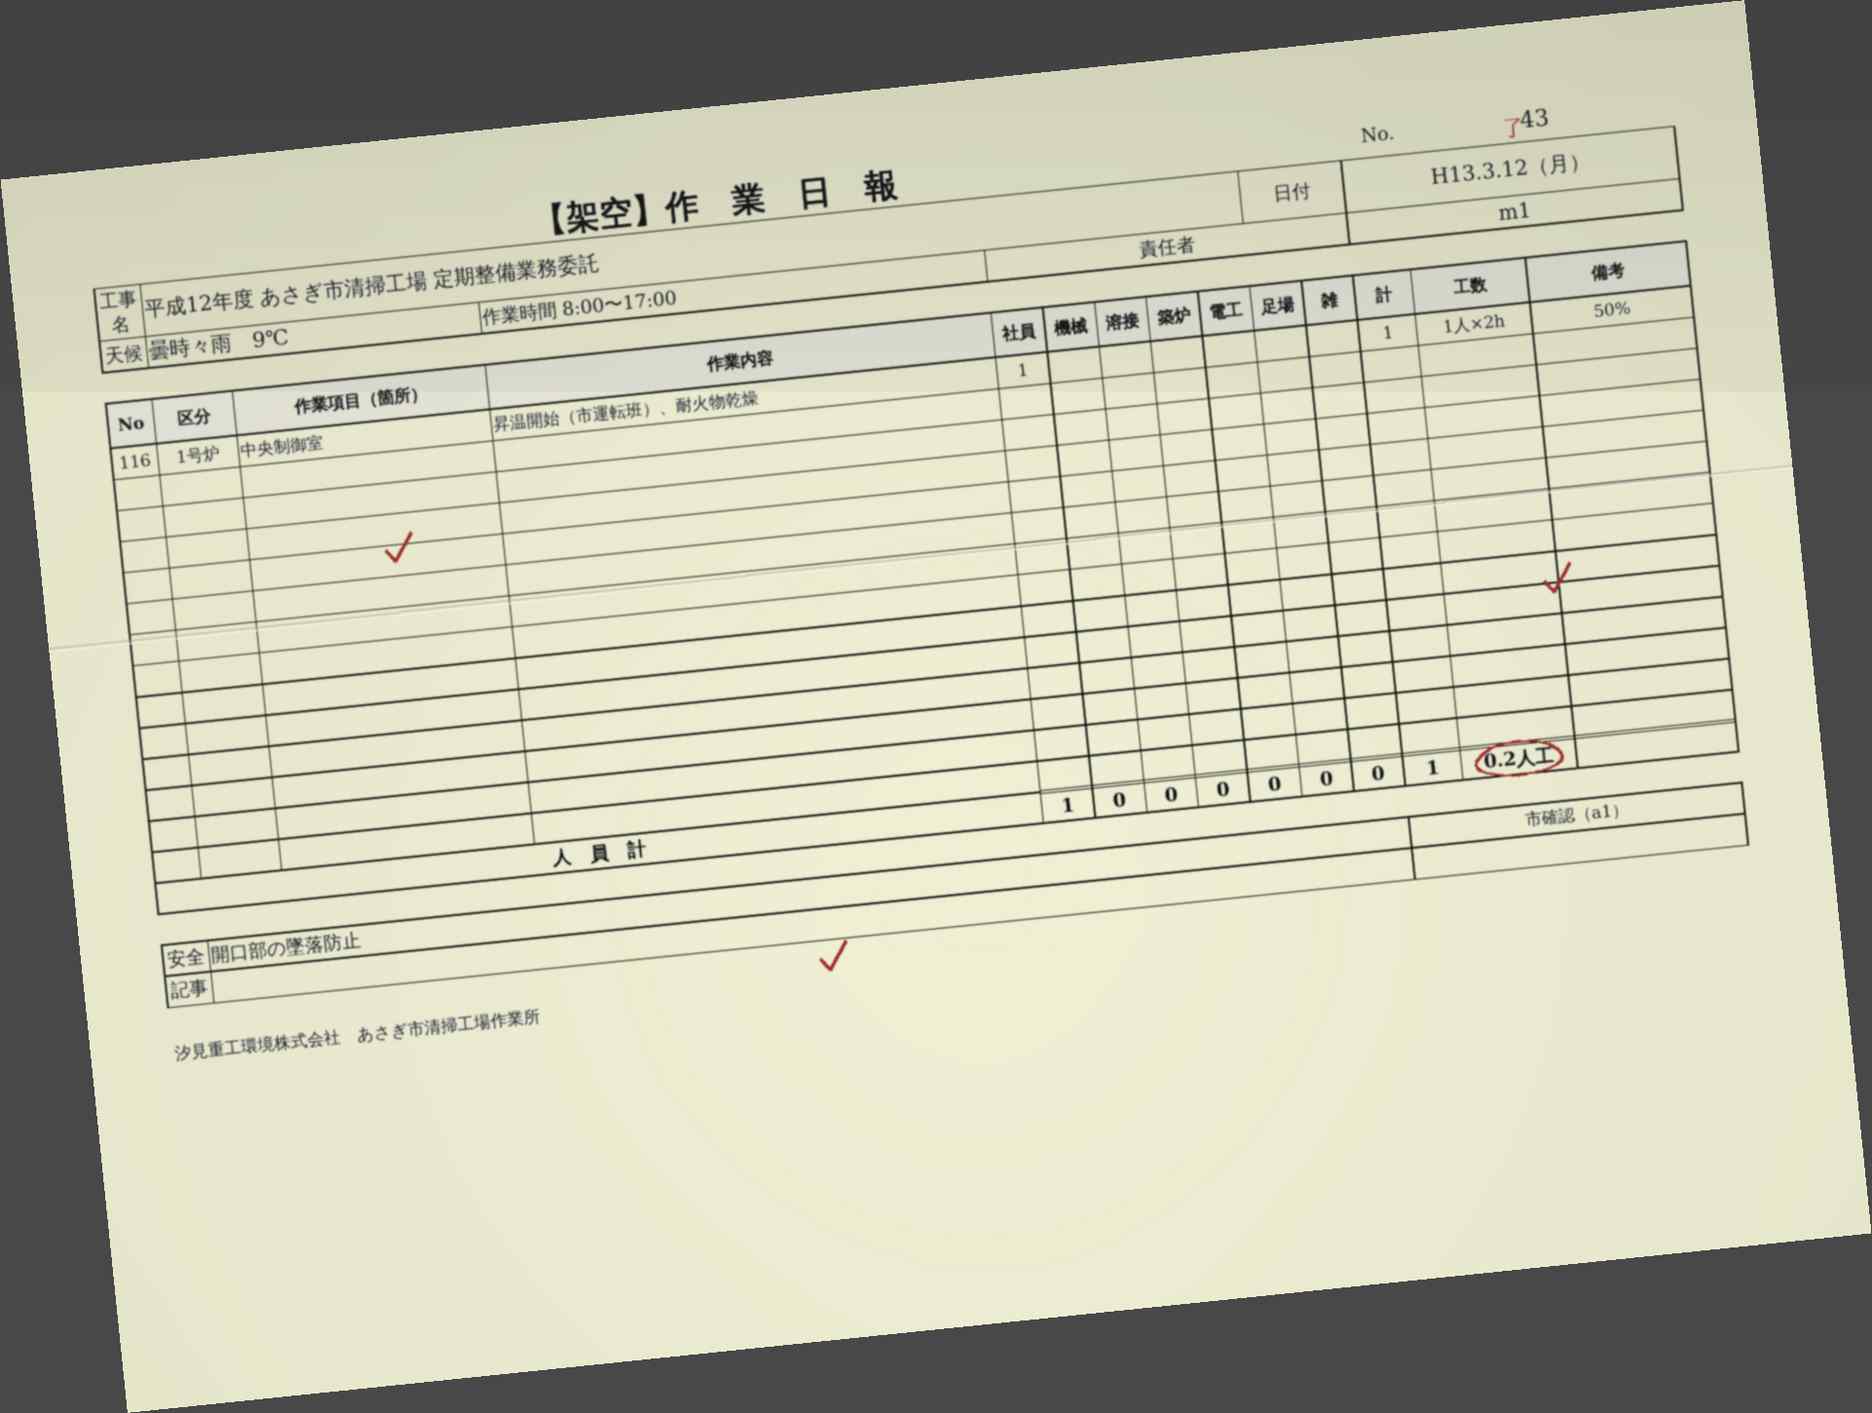 No. 了43
【架空】作 業 日 報
工事名 平成12年度 あさぎ市清掃工場 定期整備業務委託 日付 H13.3.12（月）
天候 曇時々雨 9℃ 作業時間 8:00〜17:00 責任者 m1
No 区分 作業項目（箇所） 作業内容 社員 機械 溶接 築炉 電工 足場 雑 計 工数 備考
116 1号炉 中央制御室 昇温開始（市運転班）、耐火物乾燥 1 1 1人×2h 50%
人 員 計 1 0 0 0 0 0 0 1 0.2人工
安全 開口部の墜落防止 市確認（a1）
記事
汐見重工環境株式会社 あさぎ市清掃工場作業所